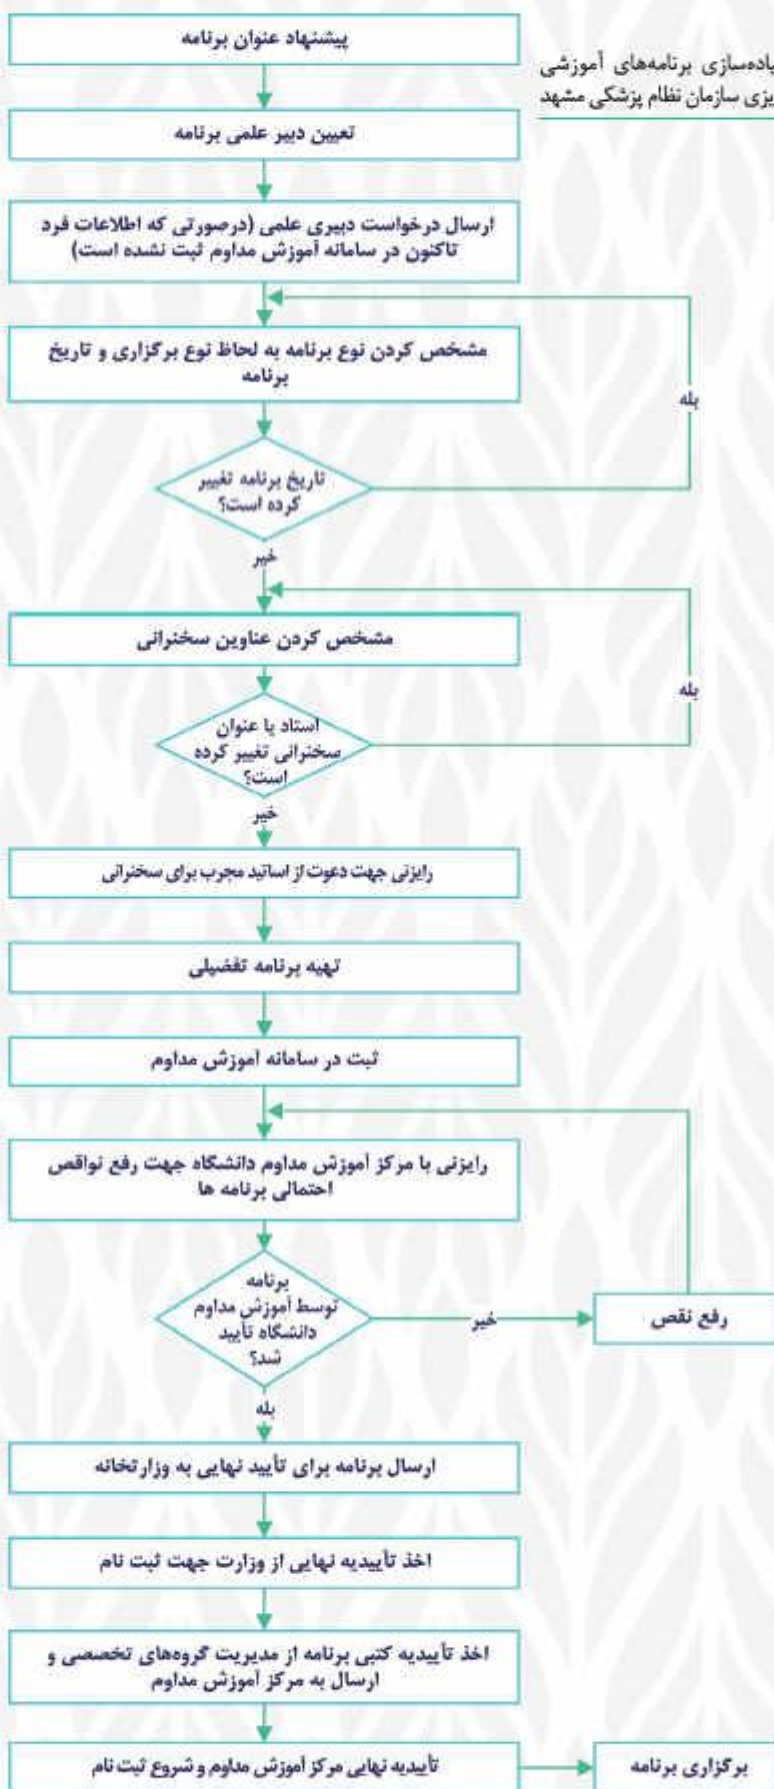 پیاده‌سازی برنامه‌های آموزشی
سازمان نظام پزشکی مشهد
پیشنهاد عنوان برنامه
تعیین دبیر علمی برنامه
ارسال درخواست دبیری علمی (درصورتی که اطلاعات فرد
تاکنون در سامانه آموزش مداوم ثبت نشده است)
مشخص کردن نوع برنامه به لحاظ نوع برگزاری و تاریخ
برنامه
بله
تاریخ برنامه تغییر
کرده است؟
خیر
مشخص کردن عناوین سخنرانی
بله
استاد یا عنوان
سخنرانی تغییر کرده
است؟
خیر
رایزنی جهت دعوت از اساتید مجرب برای سخنرانی
تهیه برنامه تفضیلی
ثبت در سامانه آموزش مداوم
رایزنی با مرکز آموزش مداوم دانشگاه جهت رفع نواقص
احتمالی برنامه ها
برنامه
توسط آموزش مداوم
دانشگاه تأیید
شد؟
خیر
رفع نقص
بله
ارسال برنامه برای تأیید نهایی به وزارتخانه
اخذ تأییدیه نهایی از وزارت جهت ثبت نام
اخذ تأییدیه کتبی برنامه از مدیریت گروه‌های تخصصی و
ارسال به مرکز آموزش مداوم
تأییدیه نهایی مرکز آموزش مداوم و شروع ثبت نام
برگزاری برنامه